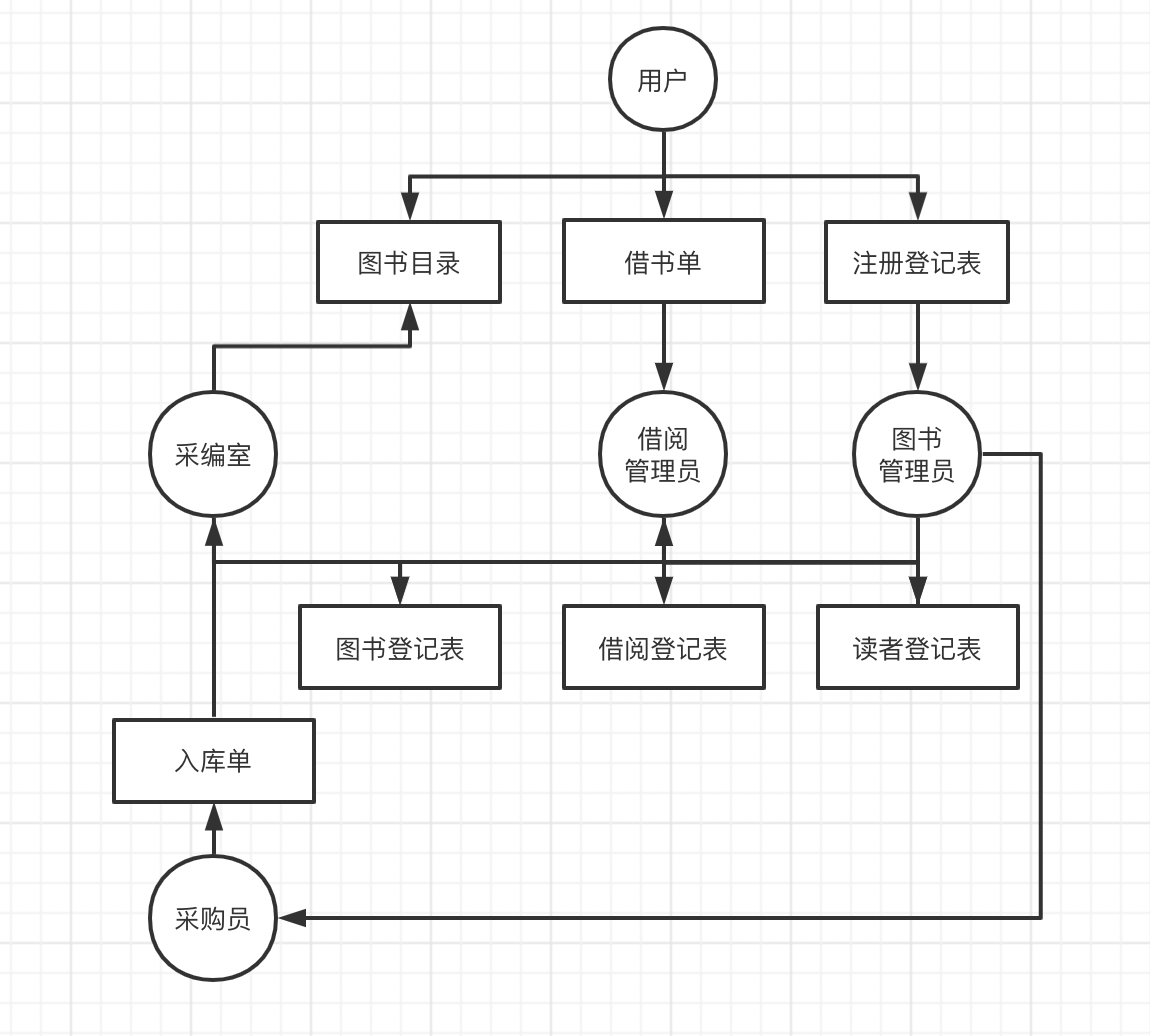 用户
图书目录
借书单
注册登记表
采编室
借阅
管理员
图书
管理员
图书登记表
借阅登记表
读者登记表
入库单
采购员